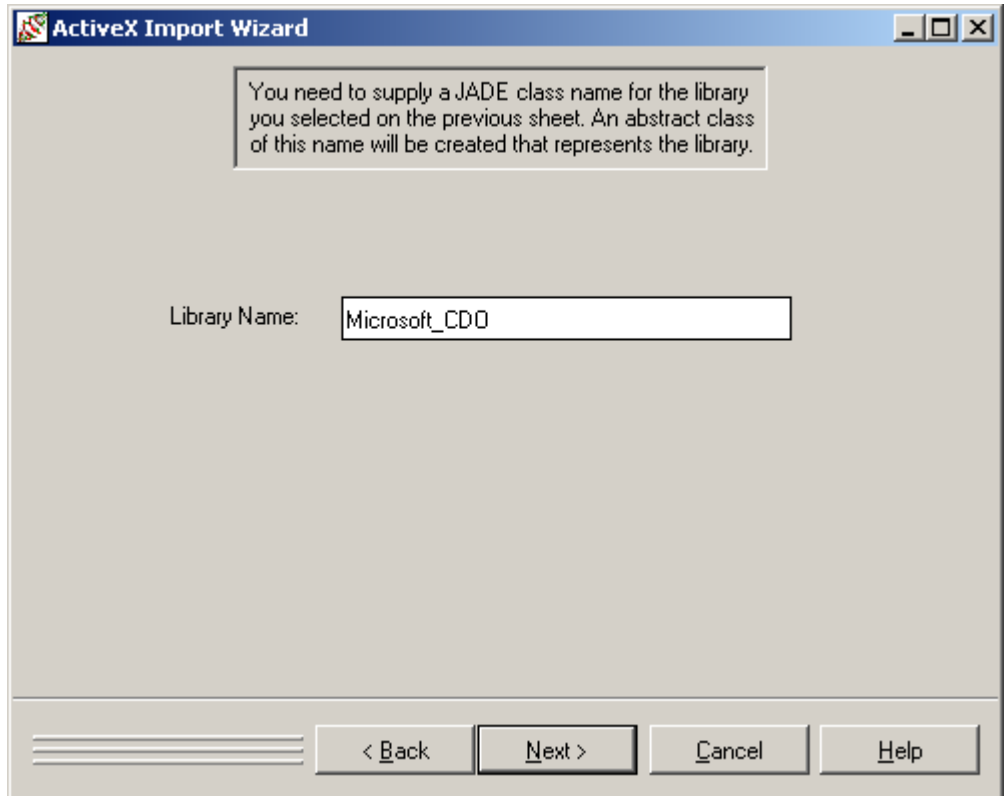 ActiveX Import Wizard
You need to supply a JADE class name for the library
you selected on the previous sheet. An abstract class
of this name will be created that represents the library.
Library Name:
Microsoft_CDO
< Back
Next >
Cancel
Help